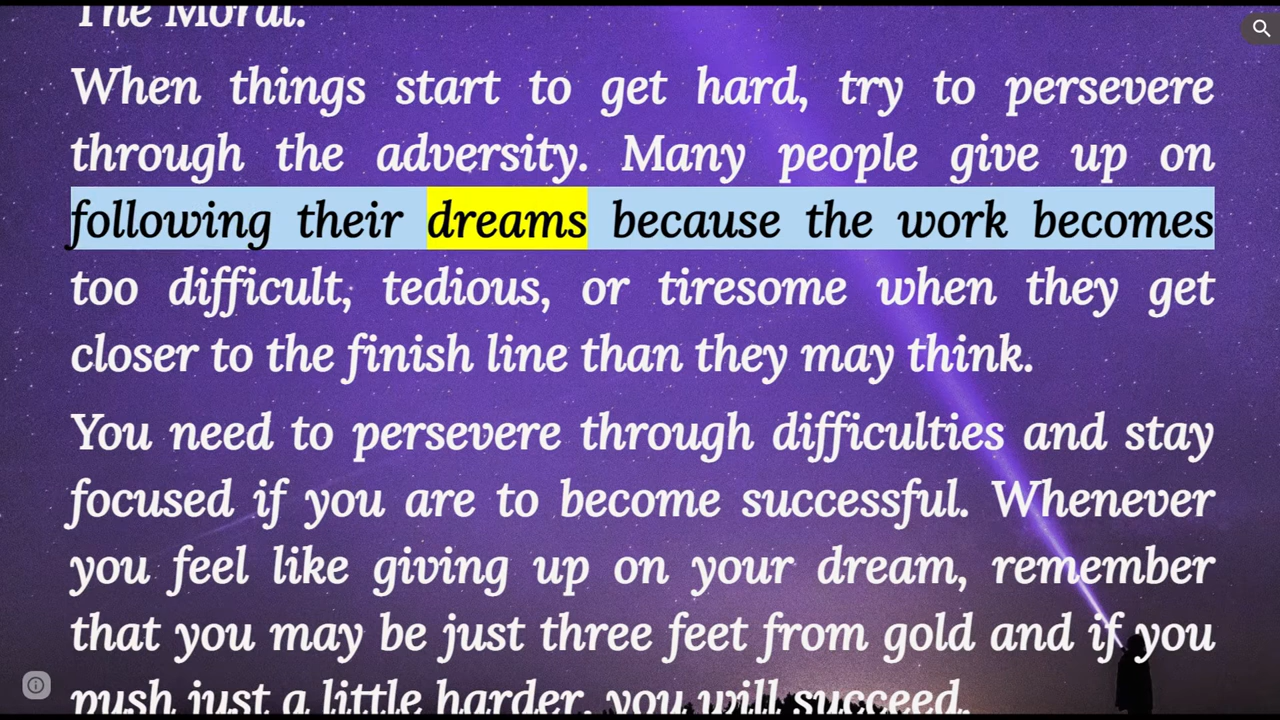 The Moral:
When things start to get hard, try to persevere
through the adversity. Many people give up on
following their dreams because the work becomes
too difficult, tedious, or tiresome when they get
closer to the finish line than they may think.
You need to persevere through difficulties and stay
focused if you are to become successful. Whenever
you feel like giving up on your dream, remember
that you may be just three feet from gold and if you
push just a little harder, you will succeed.